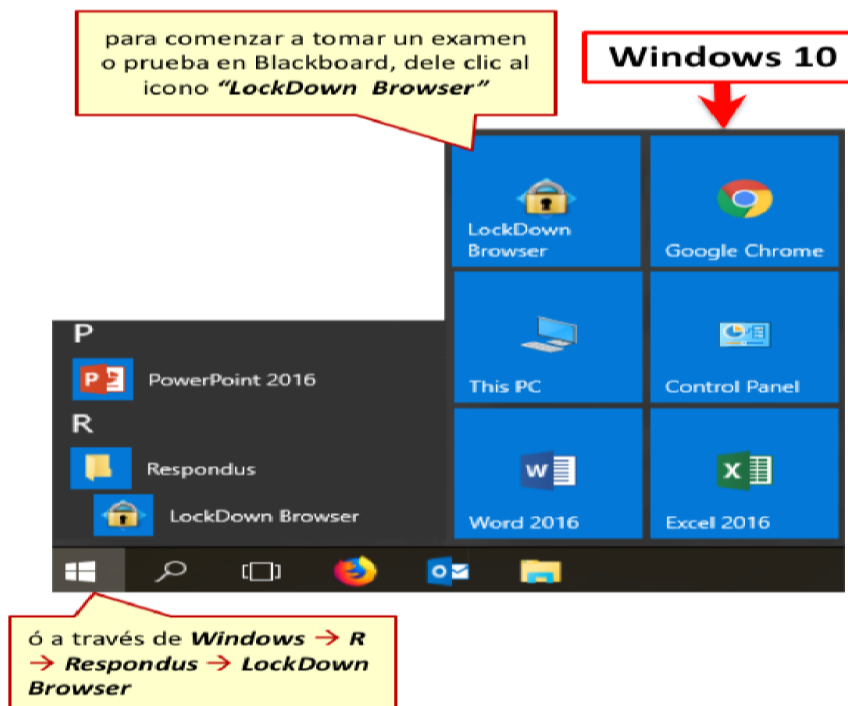 para comenzar a tomar un examen
o prueba en Blackboard, dele clic al
icono “LockDown Browser”
Windows 10
LockDown
Browser
Google Chrome
P
PowerPoint 2016
This PC
Control Panel
R
Respondus
LockDown Browser
Word 2016
Excel 2016
ó a través de Windows → R
→ Respondus → LockDown
Browser